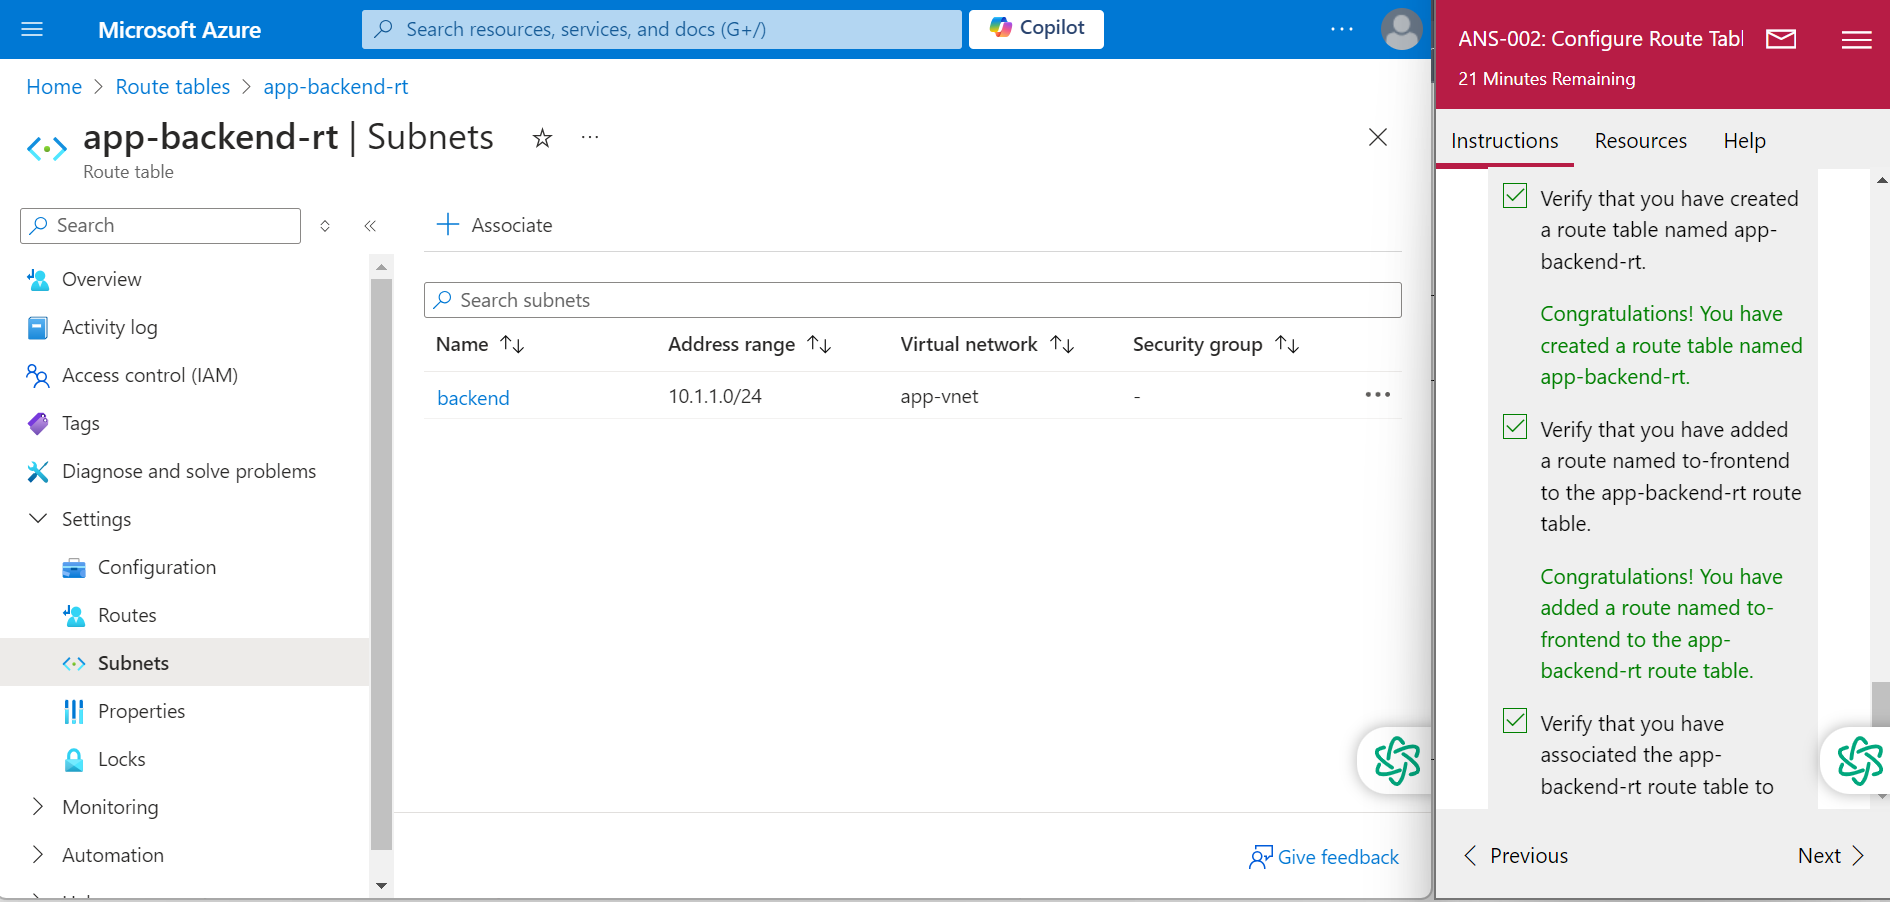 Microsoft Azure
Search resources, services, and docs (G+/)
Copilot
Home > Route tables > app-backend-rt
app-backend-rt | Subnets
Route table
Search
Overview
Activity log
Access control (IAM)
Tags
Diagnose and solve problems
Settings
Configuration
Routes
Subnets
Properties
Locks
Monitoring
Automation
Associate
Search subnets
Name Address range Virtual network Security group
backend 10.1.1.0/24 app-vnet -
Give feedback
ANS-002: Configure Route Tabl
21 Minutes Remaining
Instructions Resources Help
Verify that you have created
a route table named app-
backend-rt.
Congratulations! You have
created a route table named
app-backend-rt.
Verify that you have added
a route named to-frontend
to the app-backend-rt route
table.
Congratulations! You have
added a route named to-
frontend to the app-
backend-rt route table.
Verify that you have
associated the app-
backend-rt route table to
Previous
Next